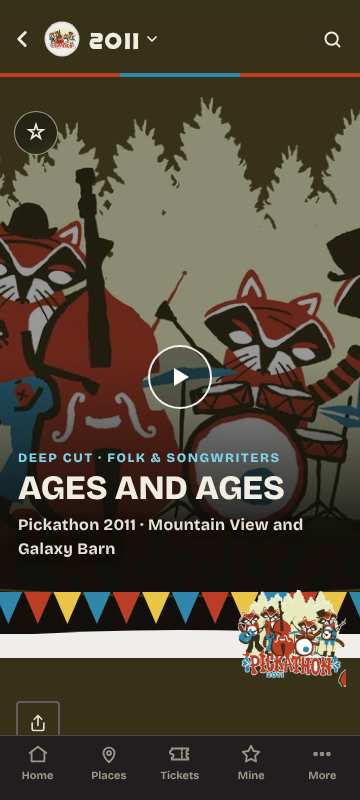 2011
DEEP CUT · FOLK & SONGWRITERS
AGES AND AGES
Pickathon 2011 · Mountain View and
Galaxy Barn
PICKATHON
2011
Home
Places
Tickets
Mine
More